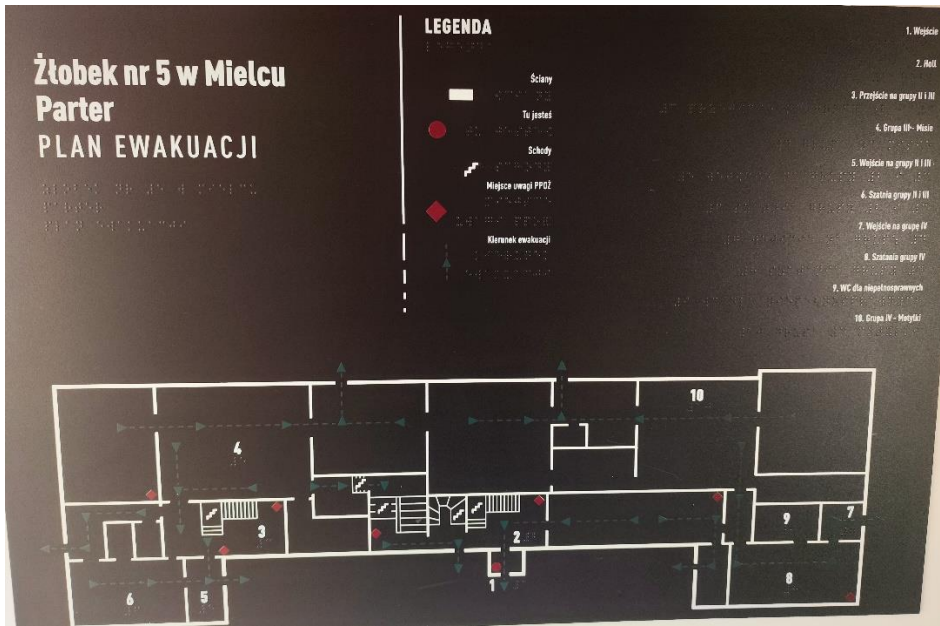 Żłobek nr 5 w Mielcu
Parter
PLAN EWAKUACJI
LEGENDA
Ściany
Tu jesteś
Schody
Miejsce uwagi PPOŻ
Kierunek ewakuacji
1. Wejście
2. Holl
3. Przejście na grupy II i III
4. Grupa III - Misie
5. Wejście na grupy II i III
6. Szatnia grupy II i III
7. Wejście na grupę IV
8. Szatania grupy IV
9. WC dla niepełnosprawnych
10. Grupa IV - Motylki
10
4
3
2
9
7
1
8
6
5